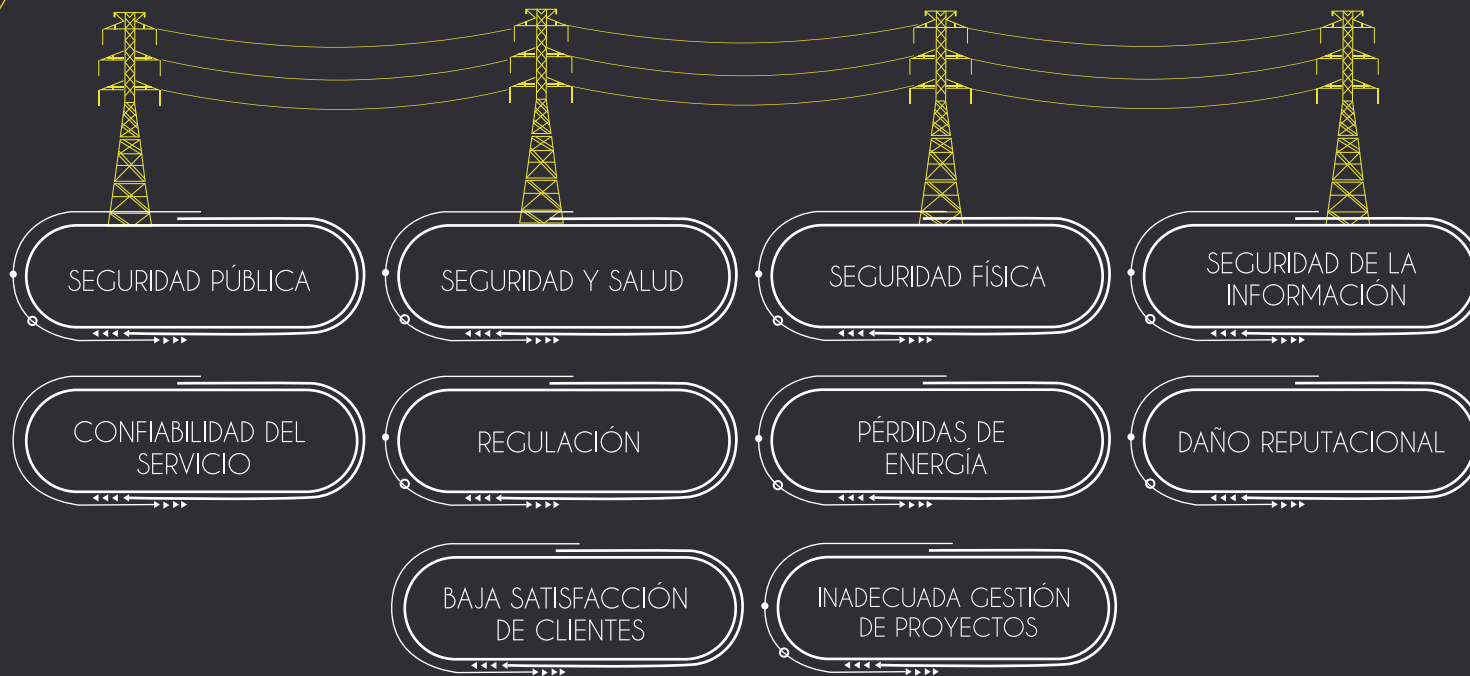 SEGURIDAD PÚBLICA
SEGURIDAD Y SALUD
SEGURIDAD FÍSICA
SEGURIDAD DE LA
INFORMACIÓN
CONFIABILIDAD DEL
SERVICIO
REGULACIÓN
PÉRDIDAS DE
ENERGÍA
DAÑO REPUTACIONAL
BAJA SATISFACCIÓN
DE CLIENTES
INADECUADA GESTIÓN
DE PROYECTOS